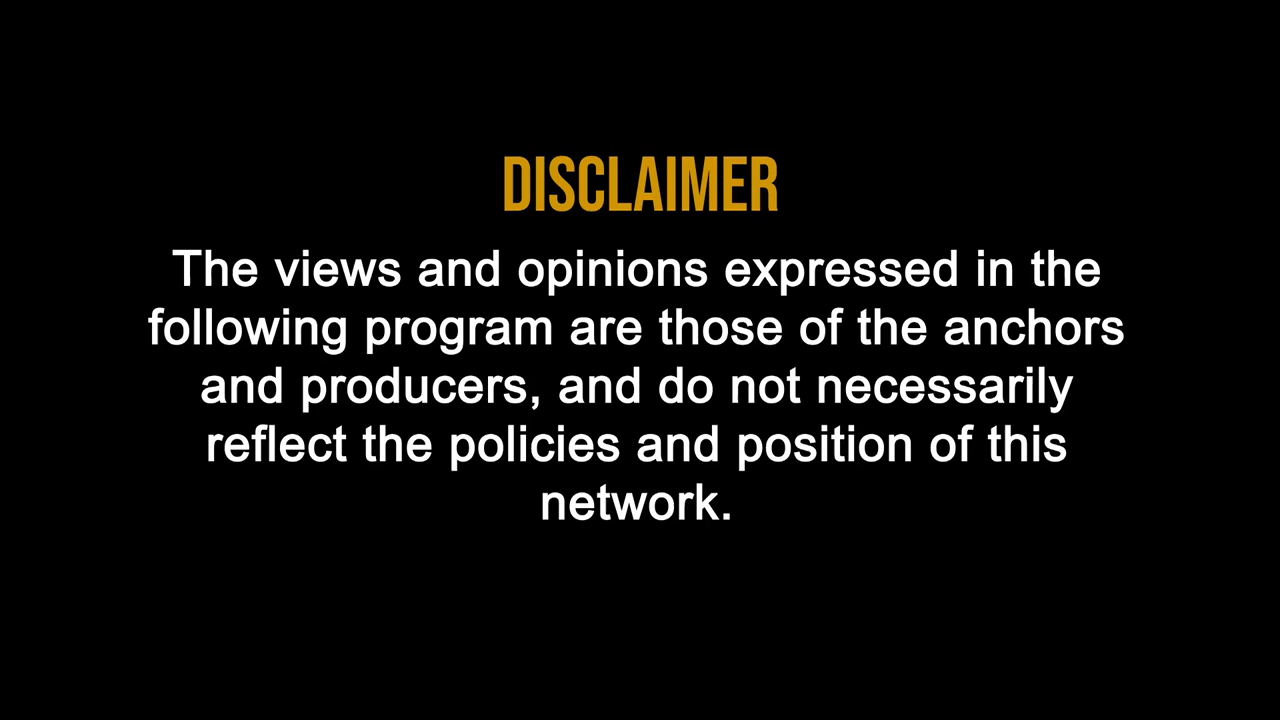 DISCLAIMER
The views and opinions expressed in the
following program are those of the anchors
and producers, and do not necessarily
reflect the policies and position of this
network.